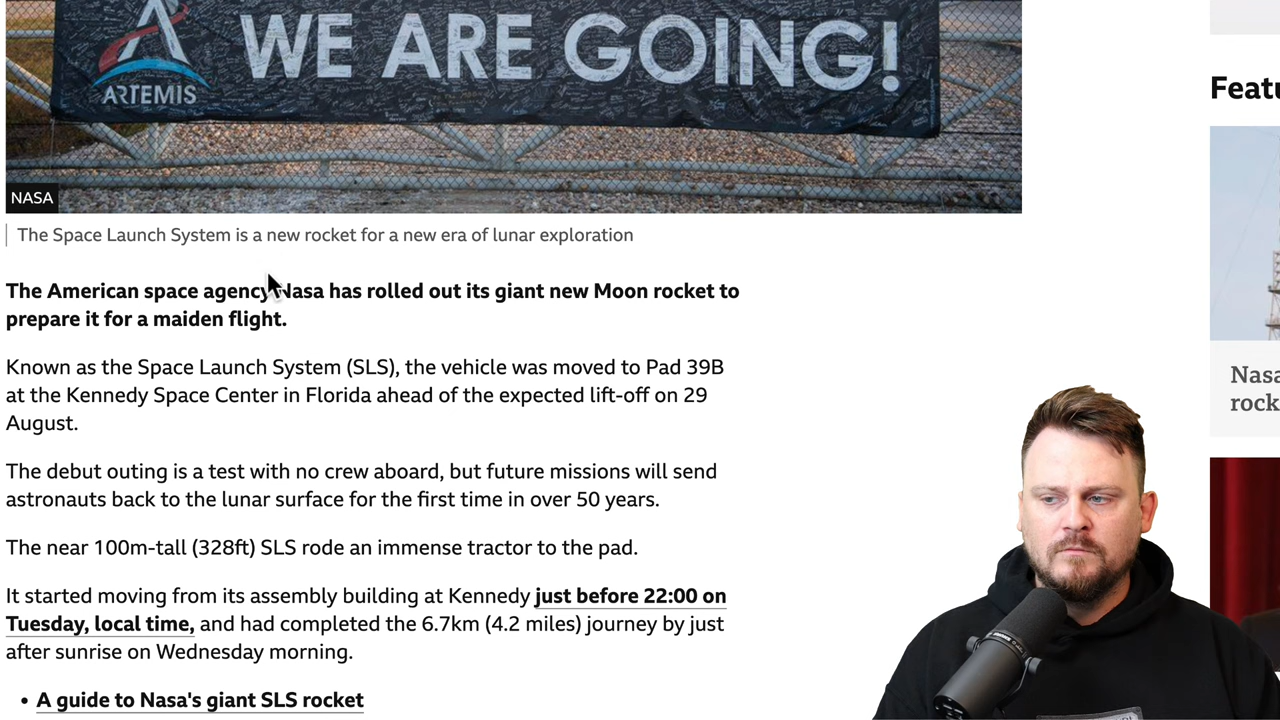 WE ARE GOING!
ARTEMIS
NASA
The Space Launch System is a new rocket for a new era of lunar exploration
The American space agency Nasa has rolled out its giant new Moon rocket to
prepare it for a maiden flight.
Known as the Space Launch System (SLS), the vehicle was moved to Pad 39B
at the Kennedy Space Center in Florida ahead of the expected lift-off on 29
August.
The debut outing is a test with no crew aboard, but future missions will send
astronauts back to the lunar surface for the first time in over 50 years.
The near 100m-tall (328ft) SLS rode an immense tractor to the pad.
It started moving from its assembly building at Kennedy just before 22:00 on
Tuesday, local time, and had completed the 6.7km (4.2 miles) journey by just
after sunrise on Wednesday morning.
• A guide to Nasa's giant SLS rocket
Featu
Nasa
rock